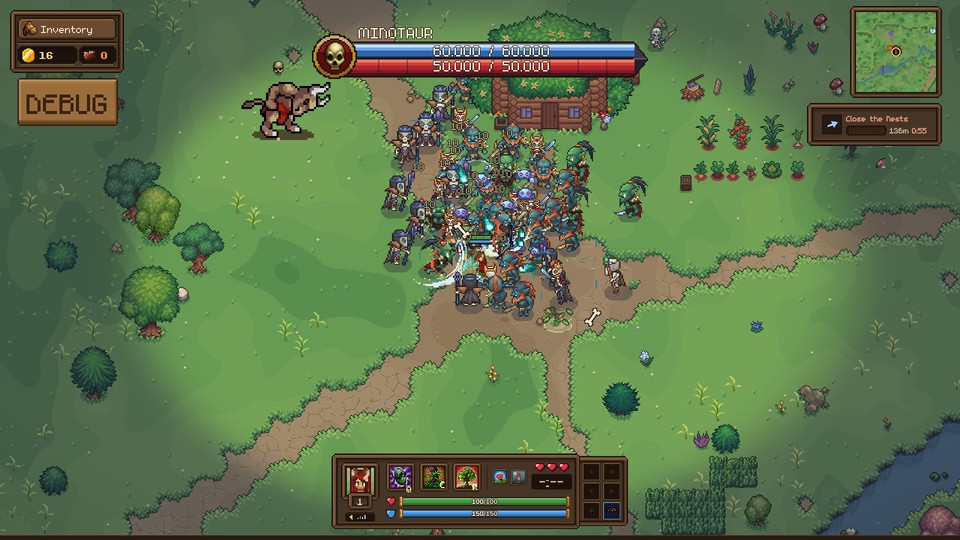 Inventory
16
0
DEBUG
MINOTAUR
60.000 / 60.000
50.000 / 50.000
Close the Nests
136m 0:55
1
100/100
150/150